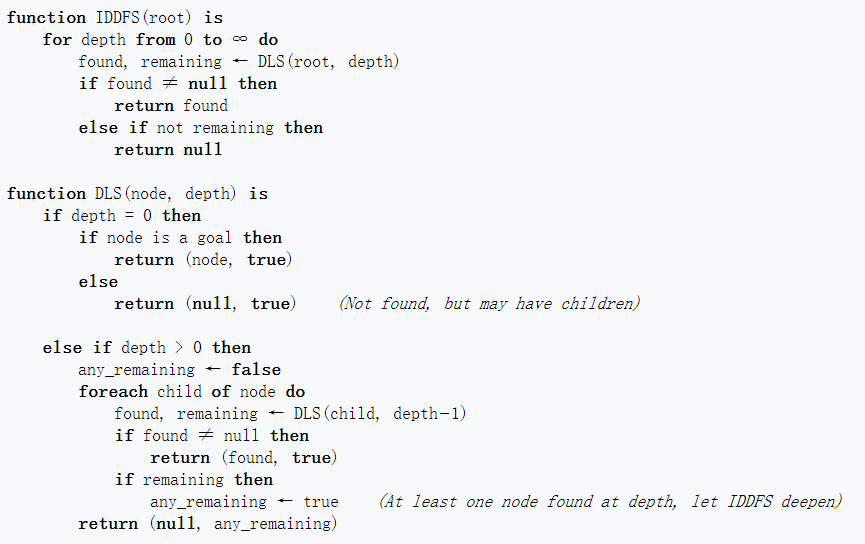 function IDDFS(root) is
for depth from 0 to ∞ do
found, remaining ← DLS(root, depth)
if found ≠ null then
return found
else if not remaining then
return null
function DLS(node, depth) is
if depth = 0 then
if node is a goal then
return (node, true)
else
return (null, true) (Not found, but may have children)
else if depth > 0 then
any_remaining ← false
foreach child of node do
found, remaining ← DLS(child, depth−1)
if found ≠ null then
return (found, true)
if remaining then
any_remaining ← true (At least one node found at depth, let IDDFS deepen)
return (null, any_remaining)